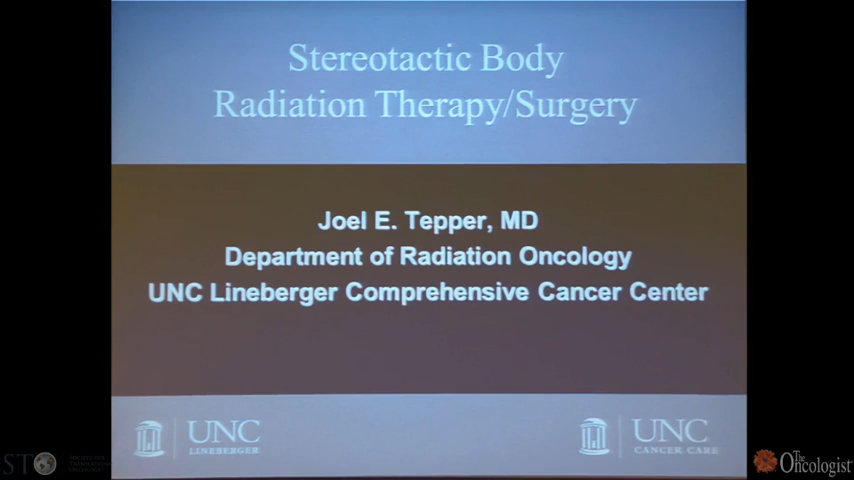 Stereotactic Body
Radiation Therapy/Surgery
Joel E. Tepper, MD
Department of Radiation Oncology
UNC Lineberger Comprehensive Cancer Center
UNC
LINEBERGER
UNC
CANCER CARE
STO
The
Oncologist